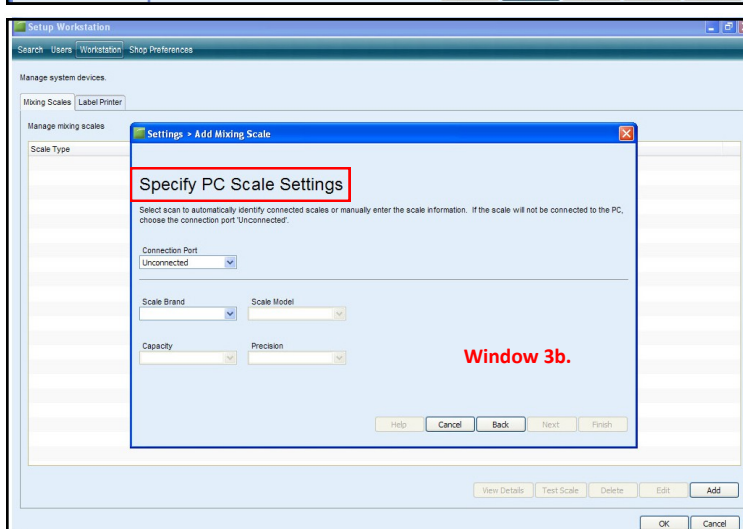 Setup Workstation
Search Users Workstation Shop Preferences
Manage system devices.
Mixing Scales Label Printer
Manage mixing scales
Scale Type
Settings > Add Mixing Scale
Specify PC Scale Settings
Select scan to automatically identify connected scales or manually enter the scale information. If the scale will not be connected to the PC,
choose the connection port 'Unconnected'.
Connection Port
Unconnected
Scale Brand Scale Model
Capacity Precision
Window 3b.
Help Cancel Back Next Finish
View Details Test Scale Delete Edit Add
OK Cancel